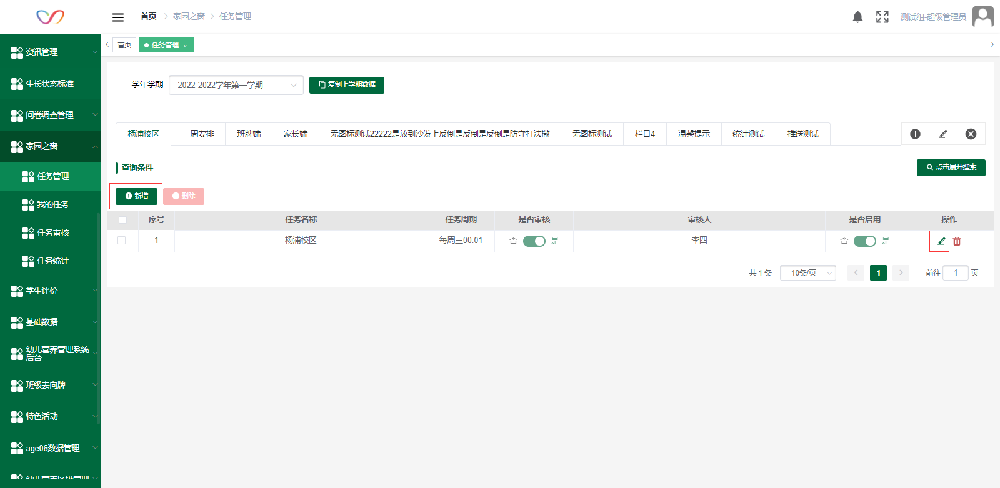 首页 家园之窗 任务管理
测试组-超级管理员
首页 任务管理 ×
资讯管理
生长状态标准
问卷调查管理
家园之窗
任务管理
我的任务
任务审核
任务统计
学生评价
基础数据
幼儿营养管理系统
后台
班级去向牌
特色活动
age06数据管理
幼儿营养区级管理
学年学期 2022-2022学年第一学期 复制上学期数据
杨浦校区 一周安排 班牌端 家长端 无图标测试22222是放到沙发上反倒是反倒是反倒是防守打法撒 无图标测试 栏目4 温馨提示 统计测试 推送测试
查询条件 点击展开搜索
新增 删除
序号 任务名称 任务周期 是否审核 审核人 是否启用 操作
1 杨浦校区 每周三00:01 否 是 李四 否 是
共 1 条 10条/页 1 前往 1 页